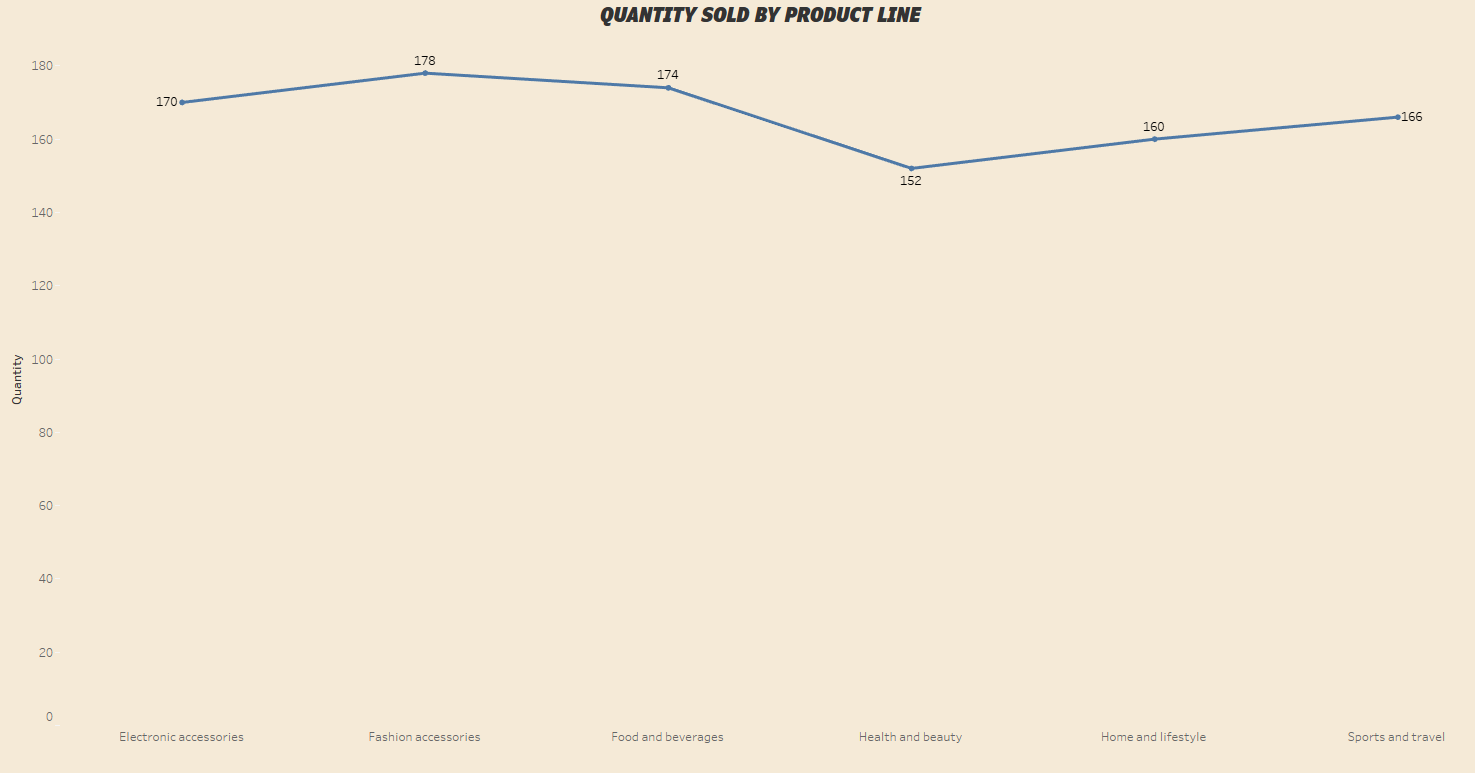 QUANTITY SOLD BY PRODUCT LINE
180
160
140
120
100
80
60
40
20
0
Quantity
170
178
174
152
160
166
Electronic accessories
Fashion accessories
Food and beverages
Health and beauty
Home and lifestyle
Sports and travel